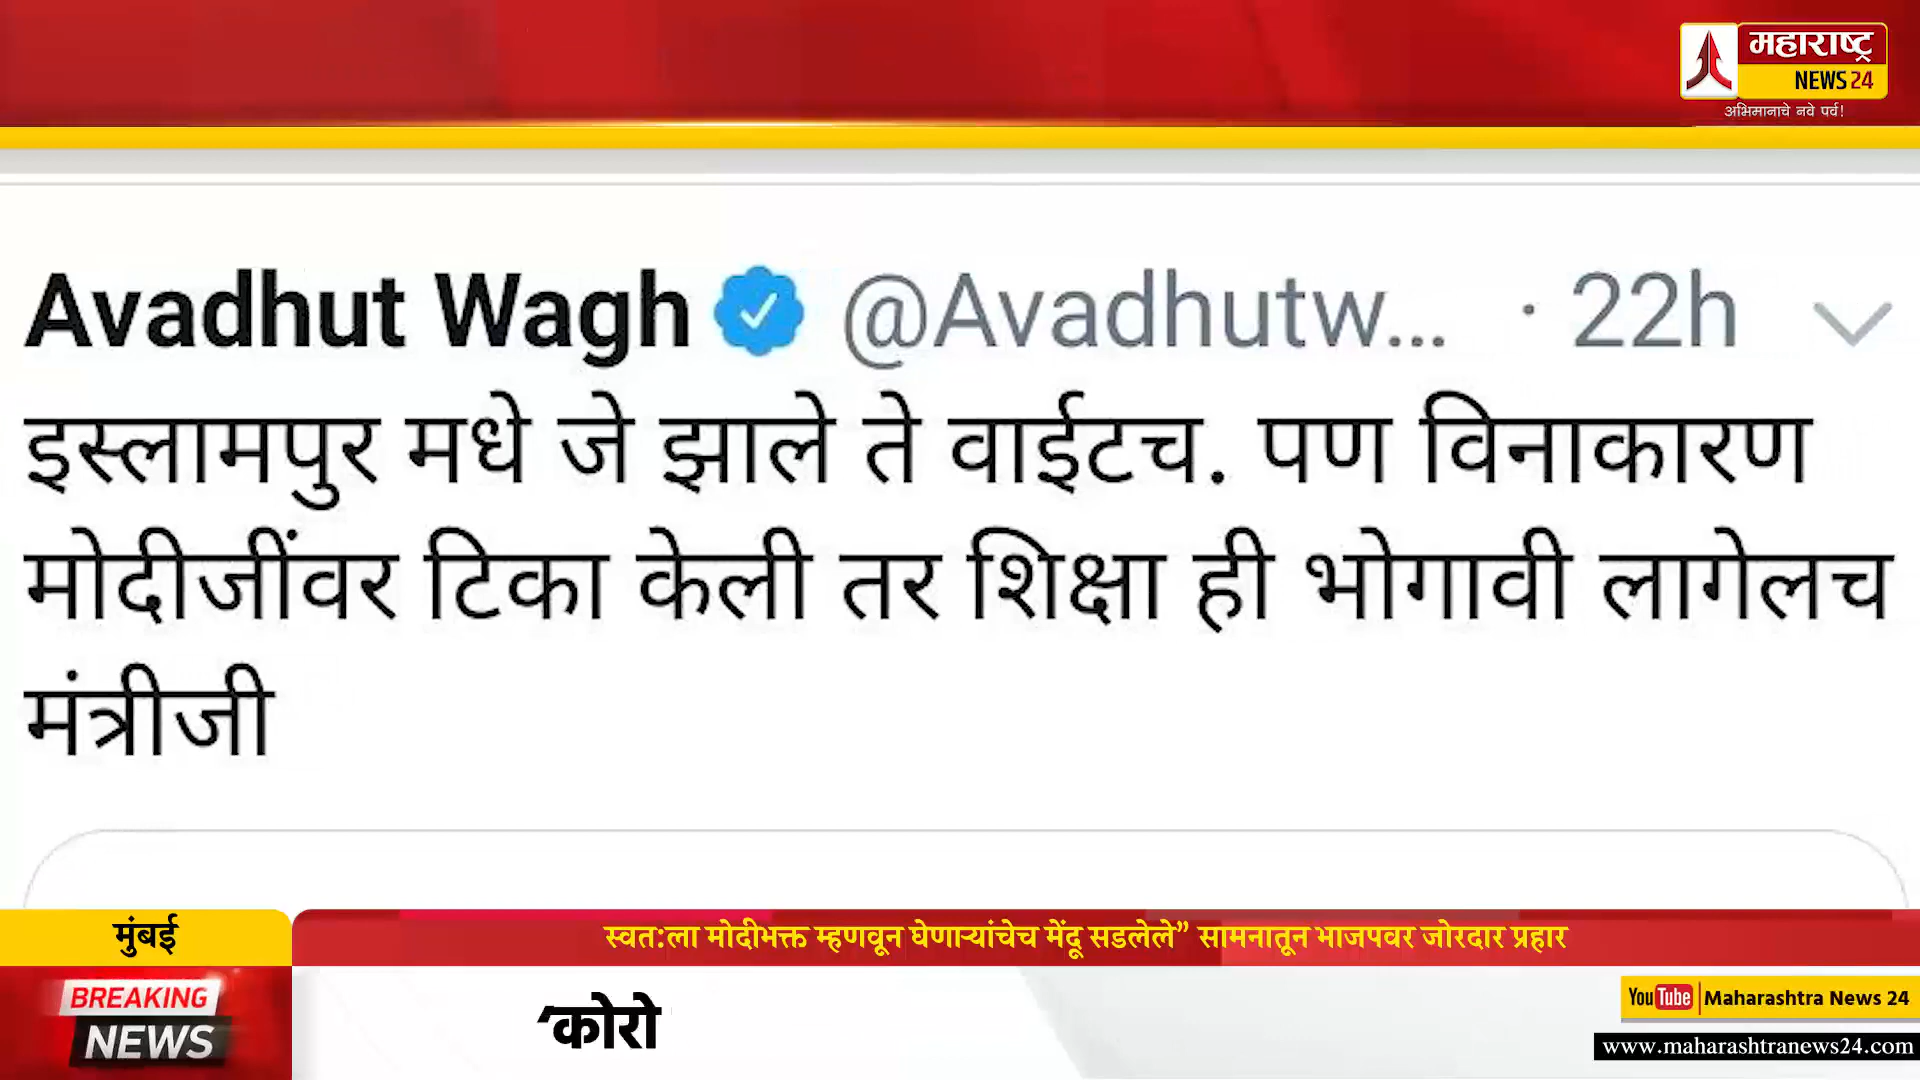 महाराष्ट्र
NEWS 24
अभिमानाचे नवे पर्व!
Avadhut Wagh @Avadhutw... · 22h
इस्लामपुर मधे जे झाले ते वाईटच. पण विनाकारण
मोदीजींवर टिका केली तर शिक्षा ही भोगावी लागेलच
मंत्रीजी
मुंबई
स्वत:ला मोदीभक्त म्हणवून घेणाऱ्यांचेच मेंदू सडलेले” सामनातून भाजपवर जोरदार प्रहार
BREAKING
NEWS
‘कोरो
YouTube Maharashtra News 24
www.maharashtranews24.com